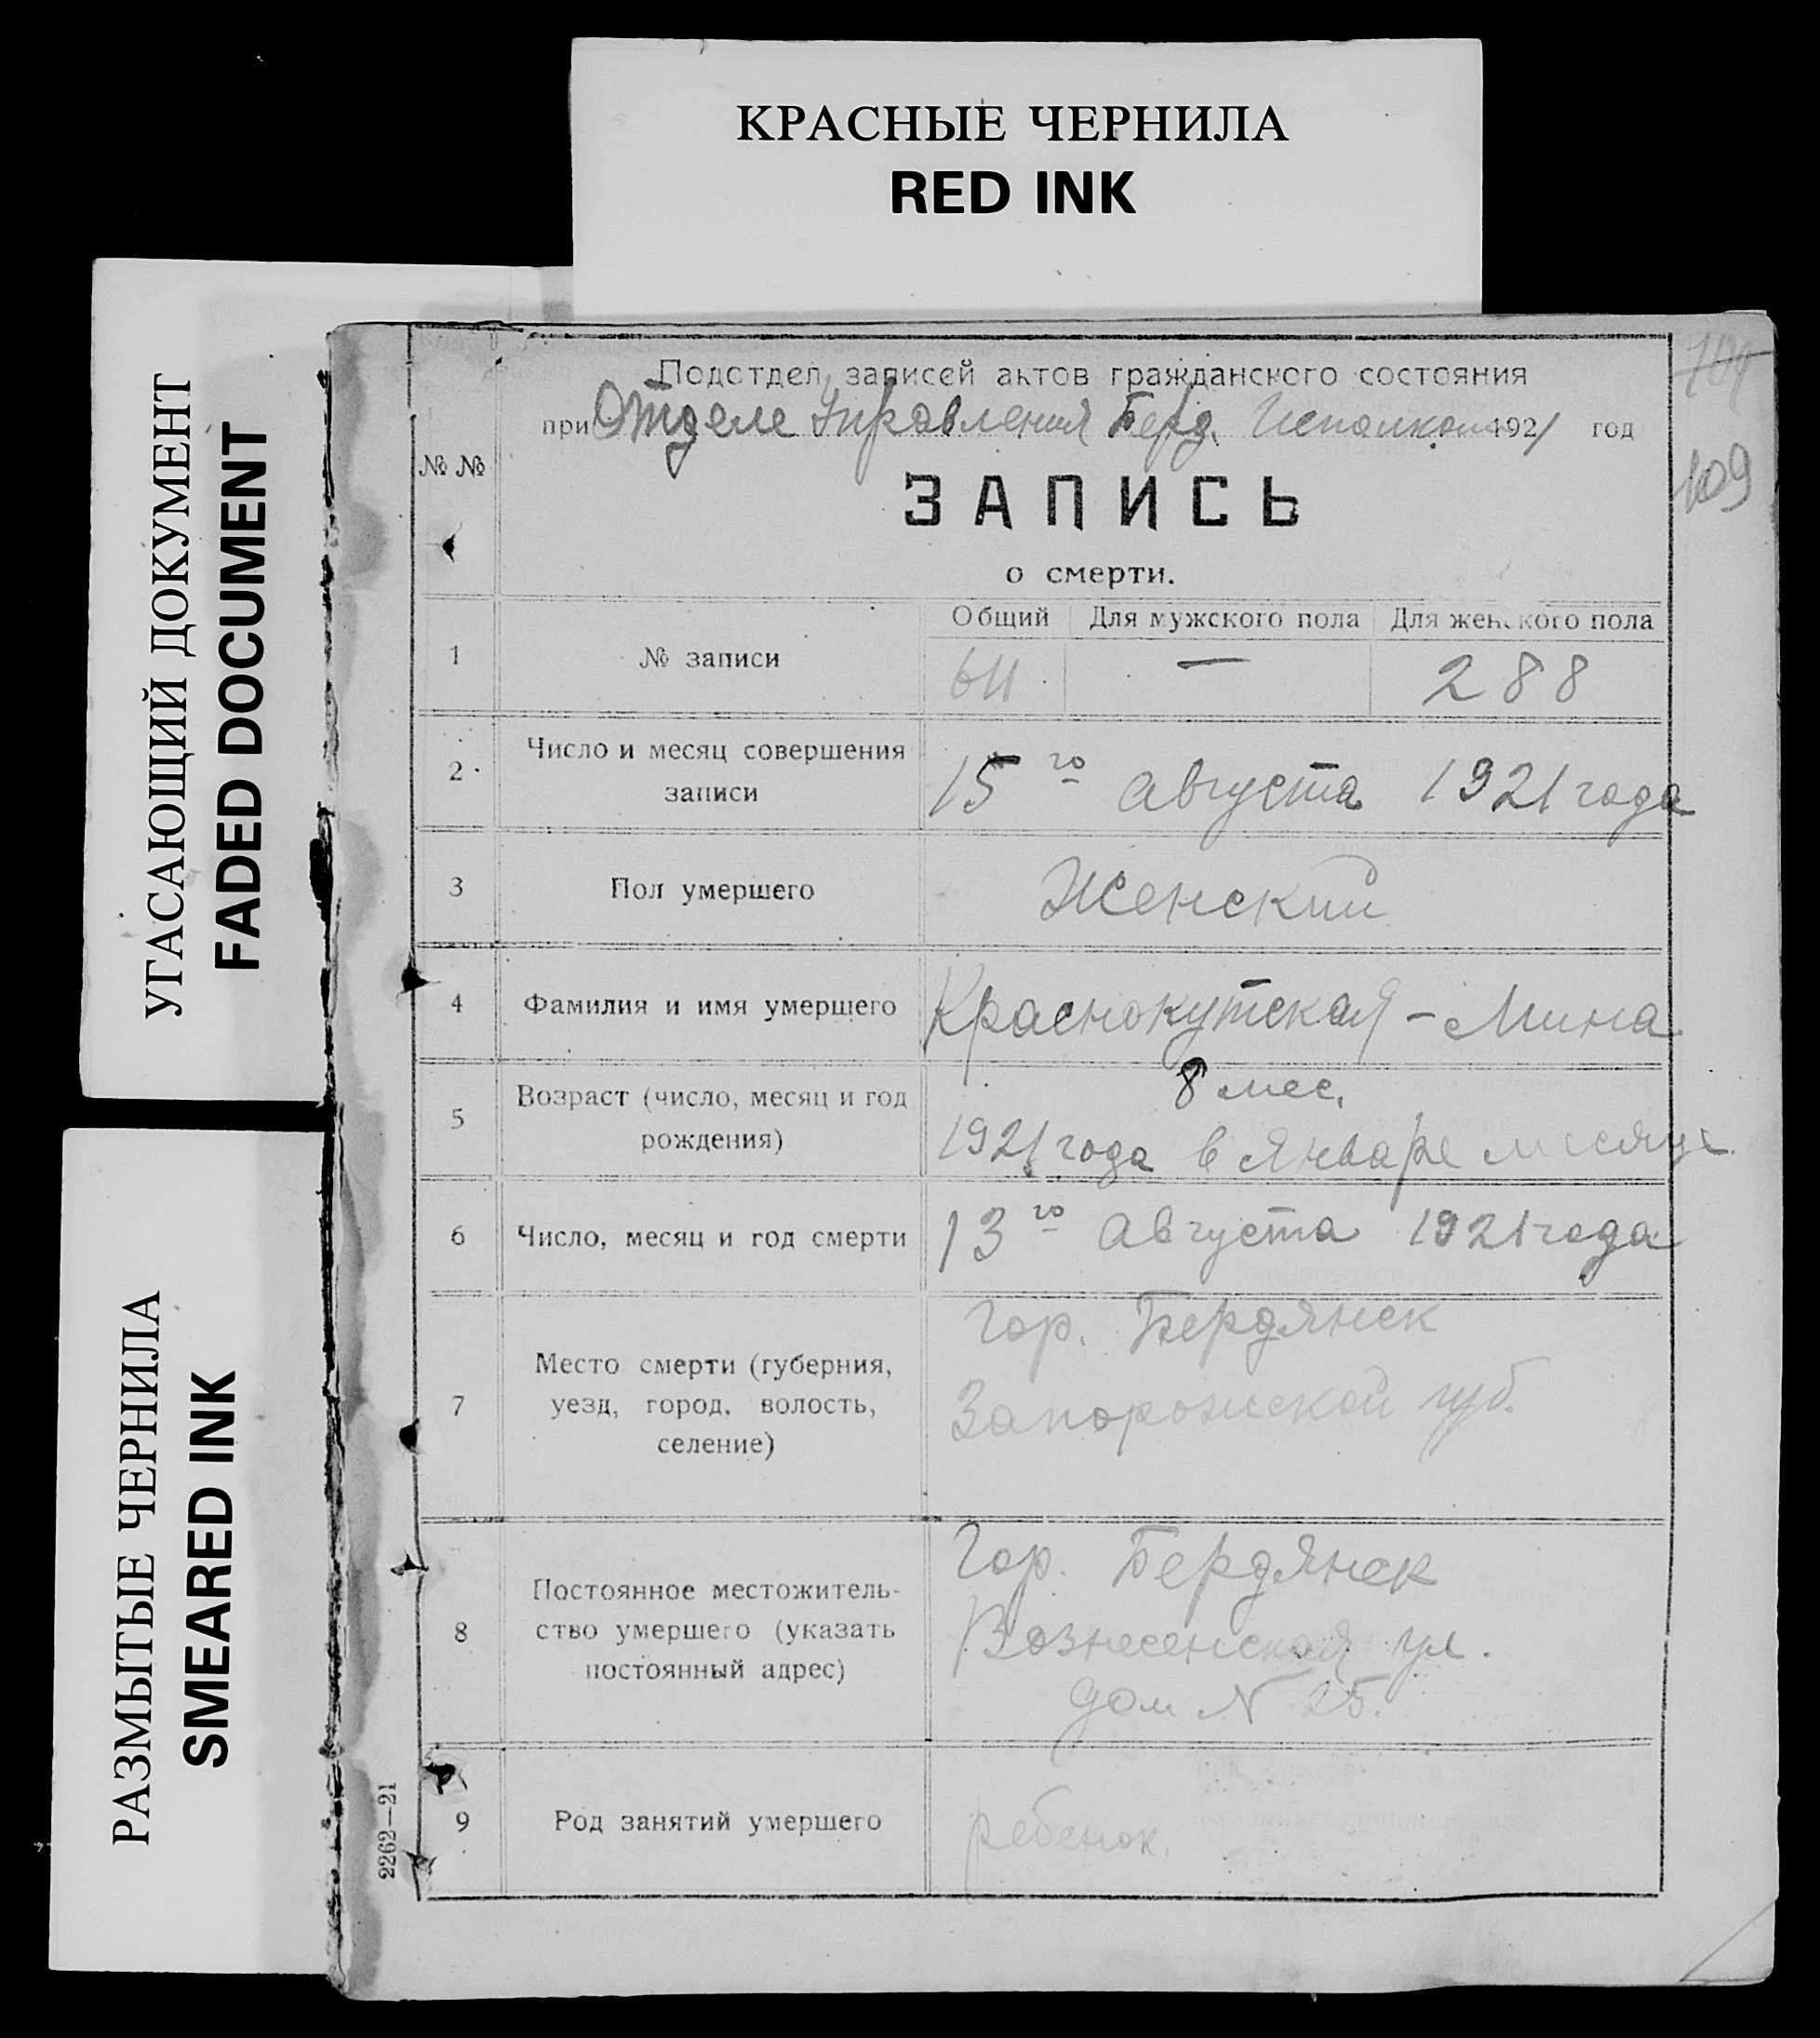 КРАСНЫЕ ЧЕРНИЛА
RED INK
УГАСАЮЩИЙ ДОКУМЕНТ
FADED DOCUMENT
РАЗМЫТЫЕ ЧЕРНИЛА
SMEARED INK
Подотдел записей актов гражданского состояния
при Отделе Управления Берд. Исполком 1921 год
109
№ №
ЗАПИСЬ
о смерти.
Общий Для мужского пола Для женского пола
1 № записи 611 — 288
2 Число и месяц совершения
записи
15го Августа 1921 года
3 Пол умершего Женский
4 Фамилия и имя умершего Краснокутская - Мина
5 Возраст (число, месяц и год
рождения)
8 мес.
1921 года в Январе месяце
6 Число, месяц и год смерти 13го Августа 1921 года
7 Место смерти (губерния,
уезд, город, волость,
селение)
Гор. Бердянск
Запорожской губ.
8 Постоянное местожитель-
ство умершего (указать
постоянный адрес)
Гор. Бердянск
Вознесенская ул.
дом N 25.
9 Род занятий умершего ребенок.
2262—21